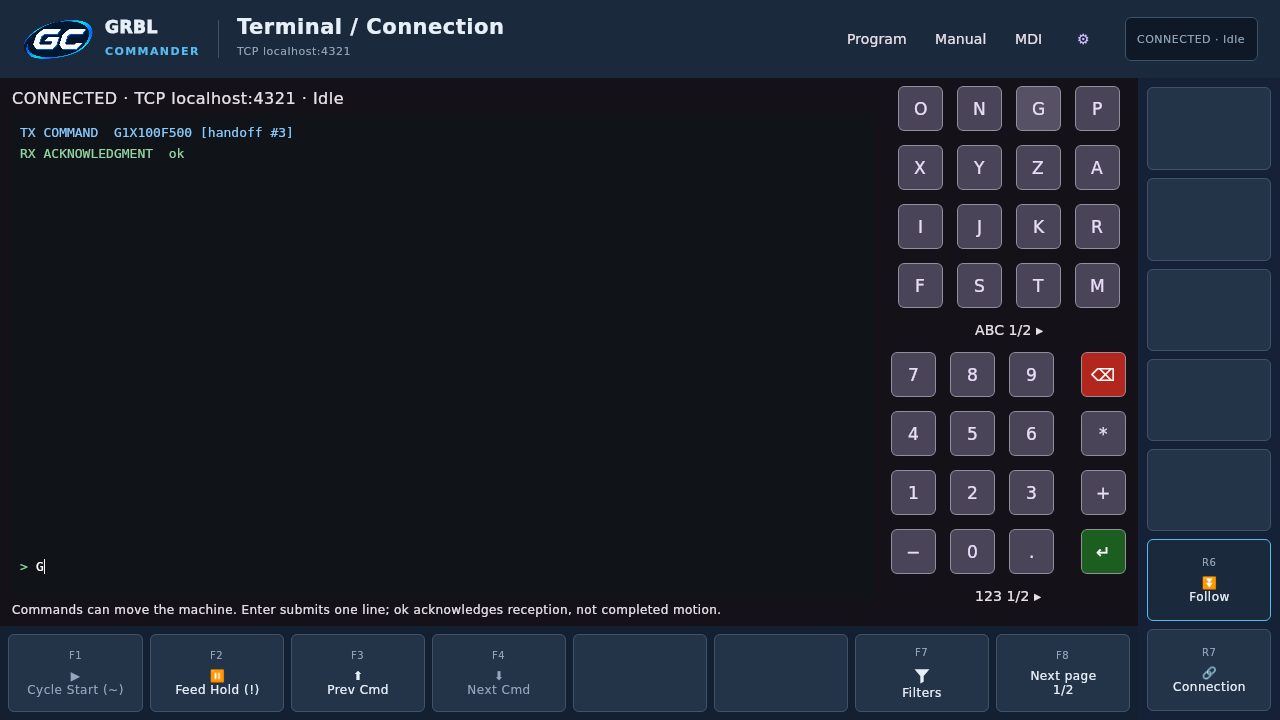 GC
GRBL
COMMANDER
Terminal / Connection
TCP localhost:4321
Program
Manual
MDI
⚙
CONNECTED · Idle
CONNECTED · TCP localhost:4321 · Idle
TX COMMAND  G1X100F500 [handoff #3]
RX ACKNOWLEDGMENT  ok
> G
Commands can move the machine. Enter submits one line; ok acknowledges reception, not completed motion.
O N G P
X Y Z A
I J K R
F S T M
ABC 1/2 ▸
7 8 9 ⌫
4 5 6 *
1 2 3 +
− 0 . ↵
123 1/2 ▸
R6
Follow
R7
Connection
F1
Cycle Start (~)
F2
Feed Hold (!)
F3
Prev Cmd
F4
Next Cmd
F7
Filters
F8
Next page
1/2